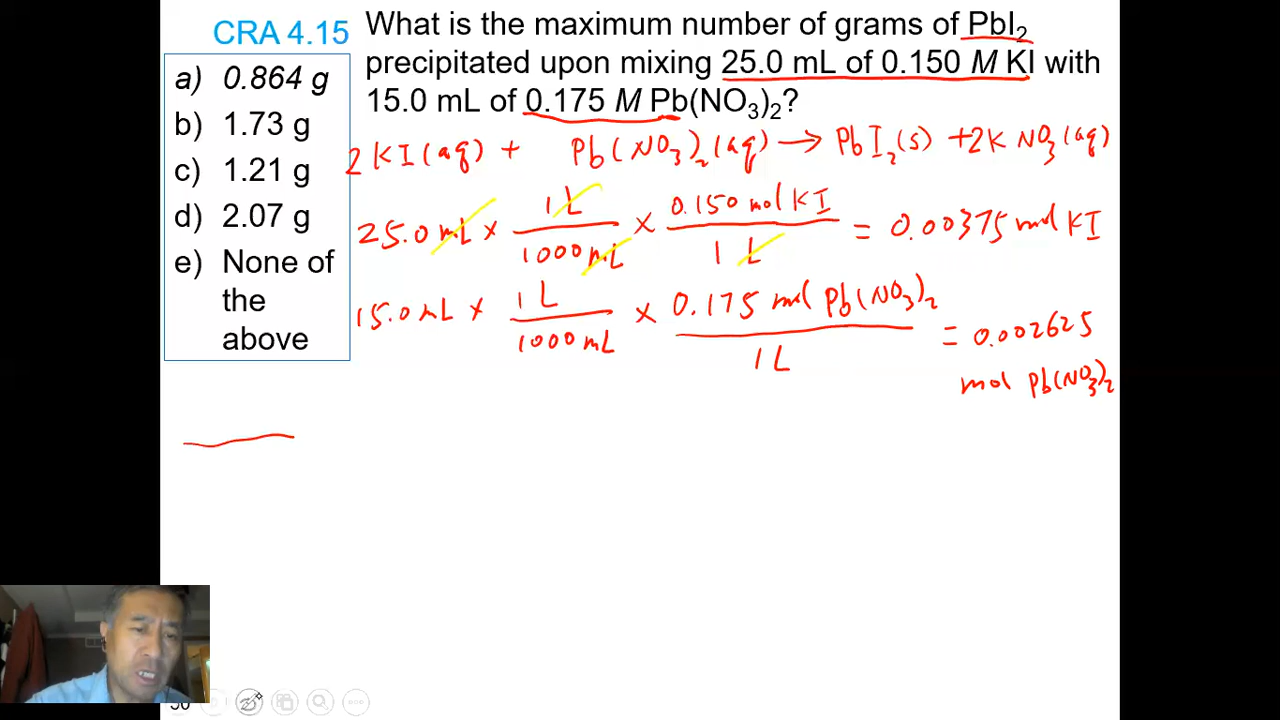 CRA 4.15
What is the maximum number of grams of PbI₂
precipitated upon mixing 25.0 mL of 0.150 M KI with
15.0 mL of 0.175 M Pb(NO₃)₂?
a) 0.864 g
b) 1.73 g
c) 1.21 g
d) 2.07 g
e) None of
the
above
2KI(aq) + Pb(NO₃)₂(aq) → PbI₂(s) + 2KNO₃(aq)
25.0 mL × 1 L / 1000 mL × 0.150 mol KI / 1 L = 0.00375 mol KI
15.0 mL × 1 L / 1000 mL × 0.175 mol Pb(NO₃)₂ / 1 L = 0.002625
mol Pb(NO₃)₂